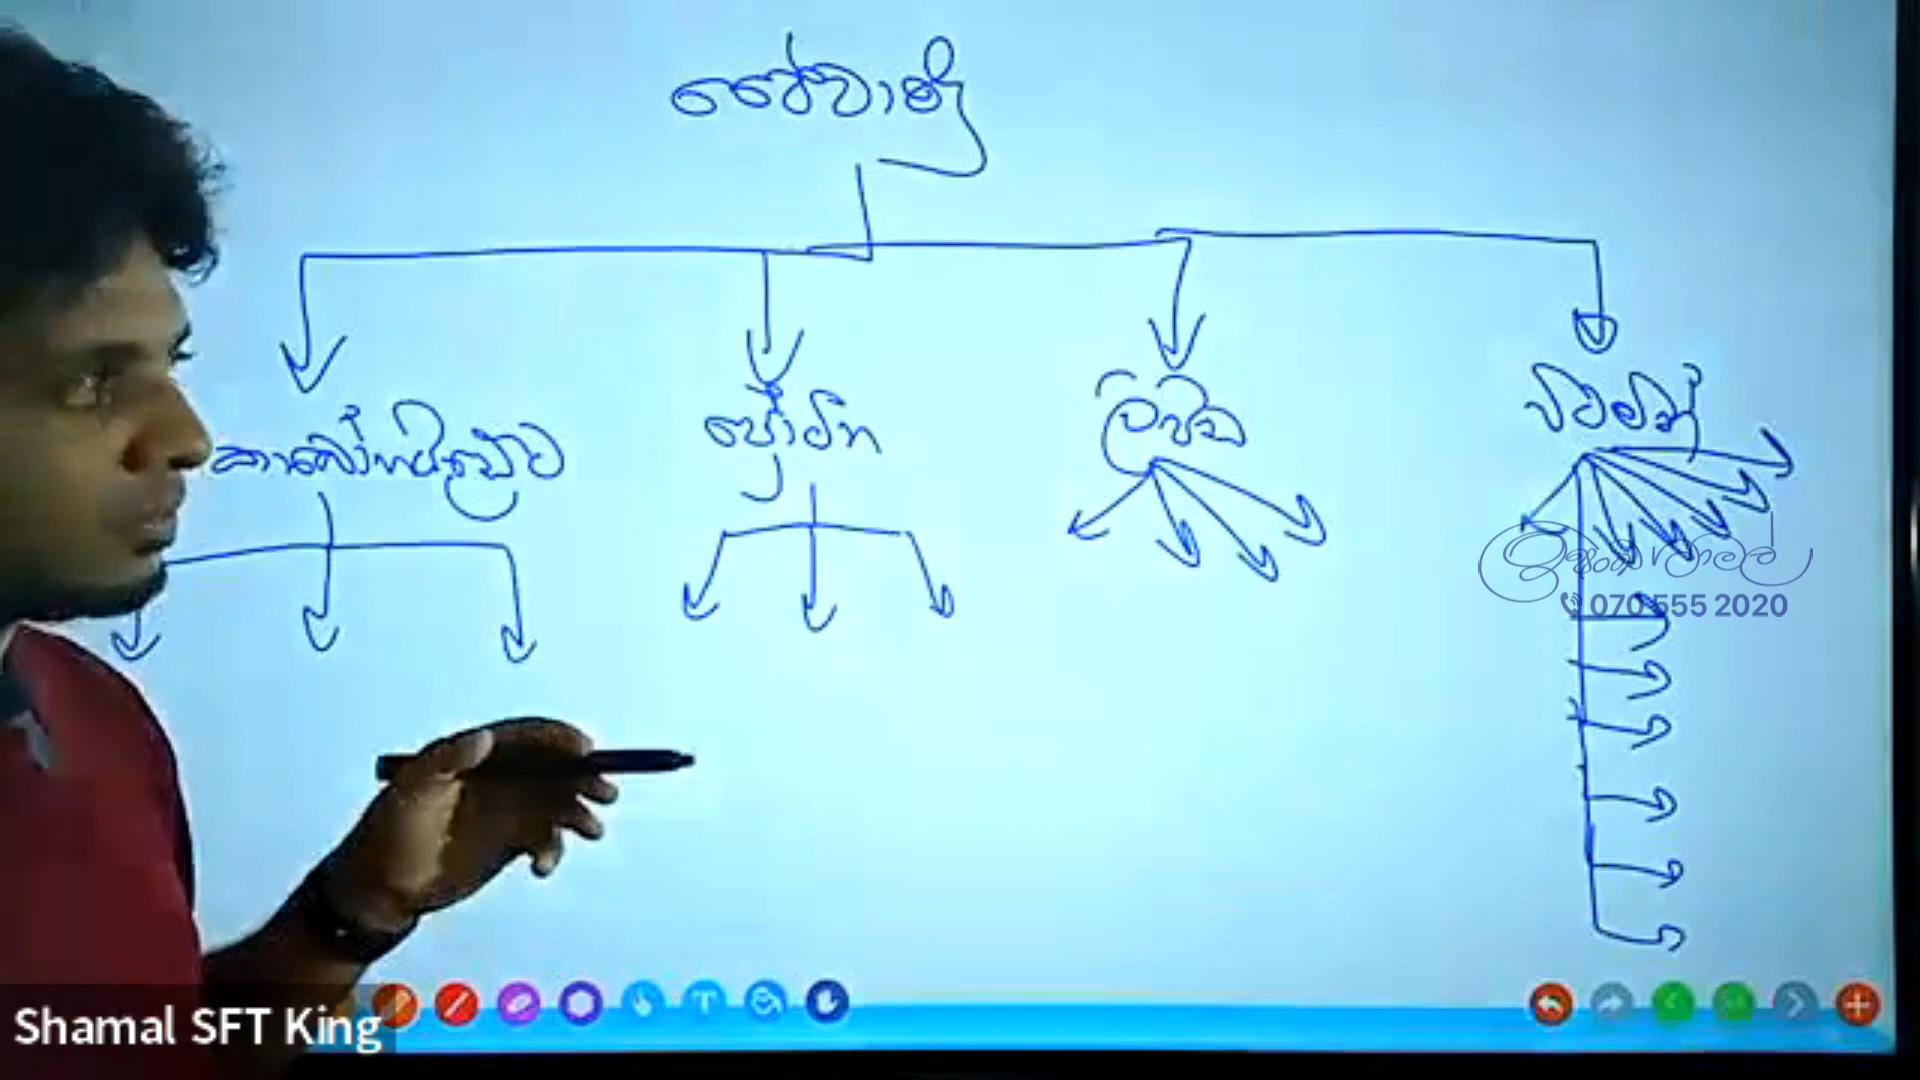 ජෛවාණු
කාබෝහයිඩ්‍රේට
ප්‍රෝටීන
ලිපිඩ
විටමින්
070 555 2020
Shamal SFT King